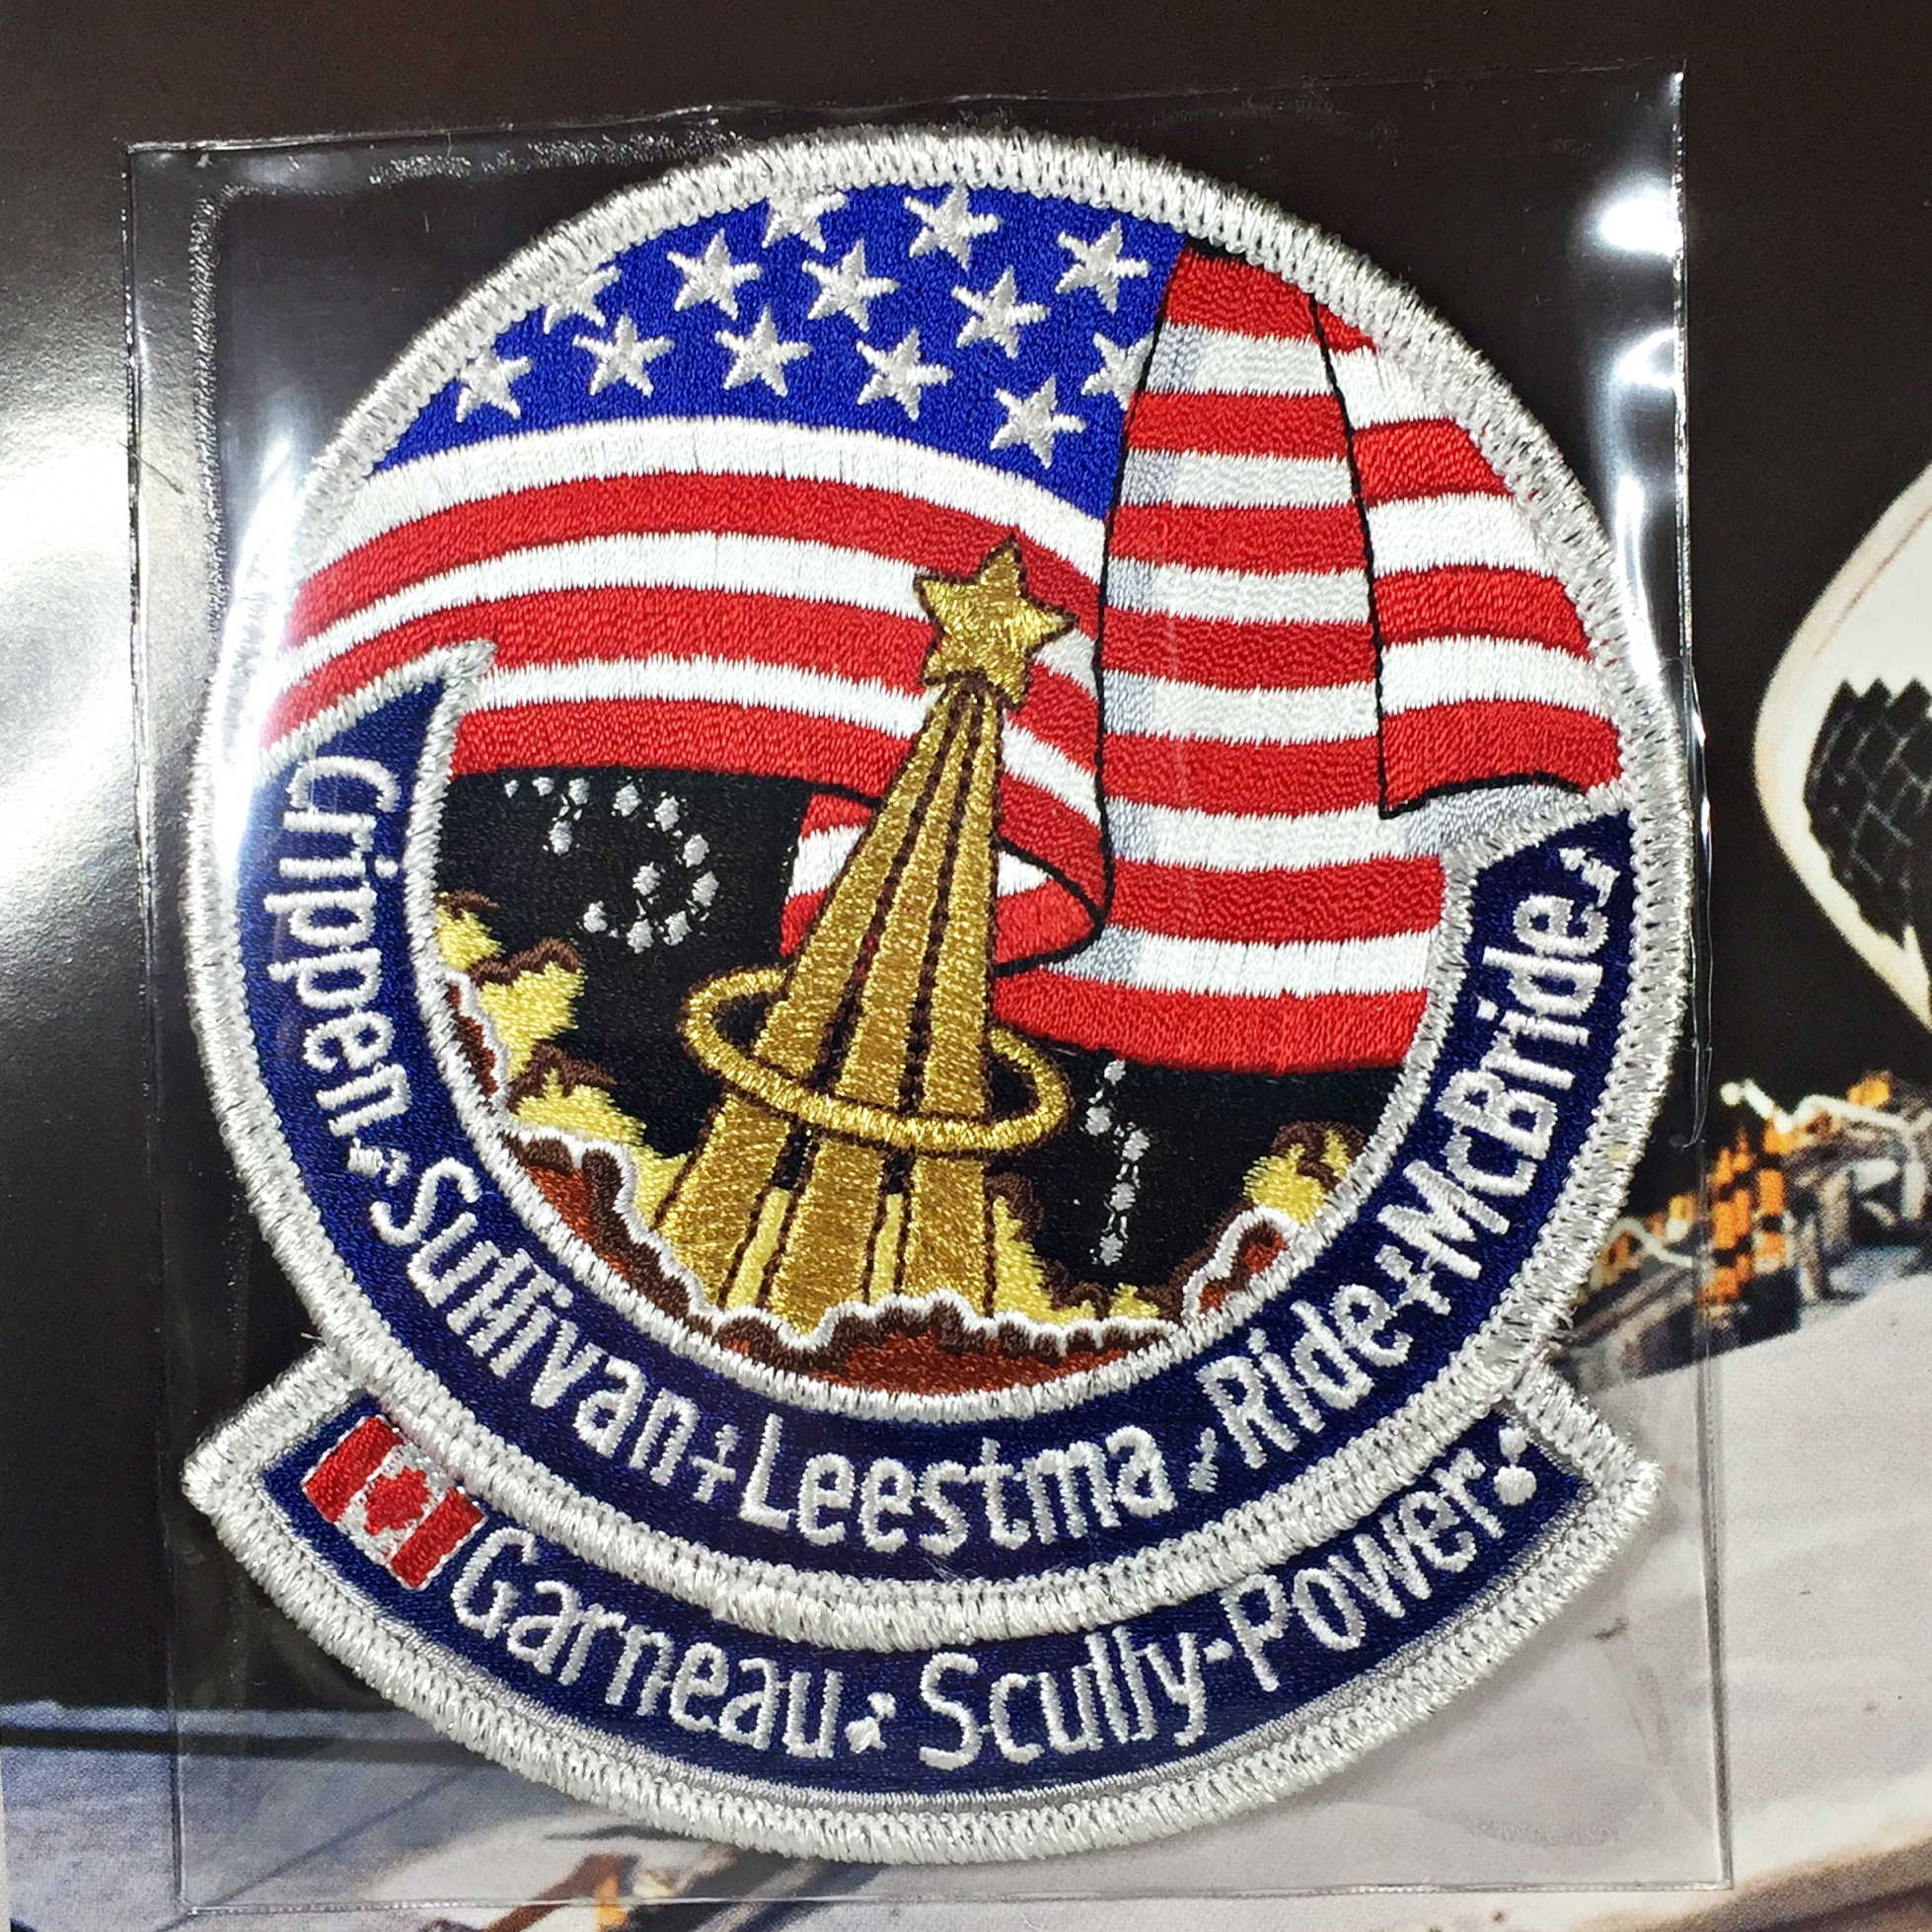 Crippen Sullivan Leestma Ride McBride
Garneau Scully-Power